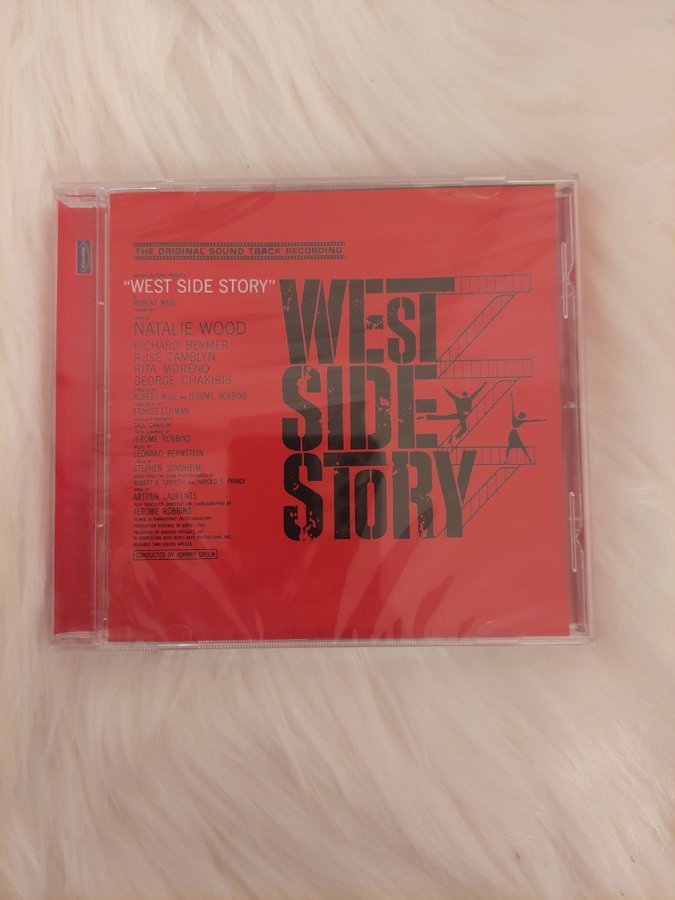 THE ORIGINAL SOUND TRACK RECORDING
"WEST SIDE STORY"
ROBERT WISE
NATALIE WOOD
RICHARD BEYMER
RUSS TAMBLYN
RITA MORENO
GEORGE CHAKIRIS
ROBERT WISE AND JEROME ROBBINS
ERNEST LEHMAN
SAUL CHAPLIN
JEROME ROBBINS
LEONARD BERNSTEIN
STEPHEN SONDHEIM
ROBERT E. GRIFFITH AND HAROLD S. PRINCE
ARTHUR LAURENTS
JEROME ROBBINS
CONDUCTED BY JOHNNY GREEN
WEST
SIDE
STORY